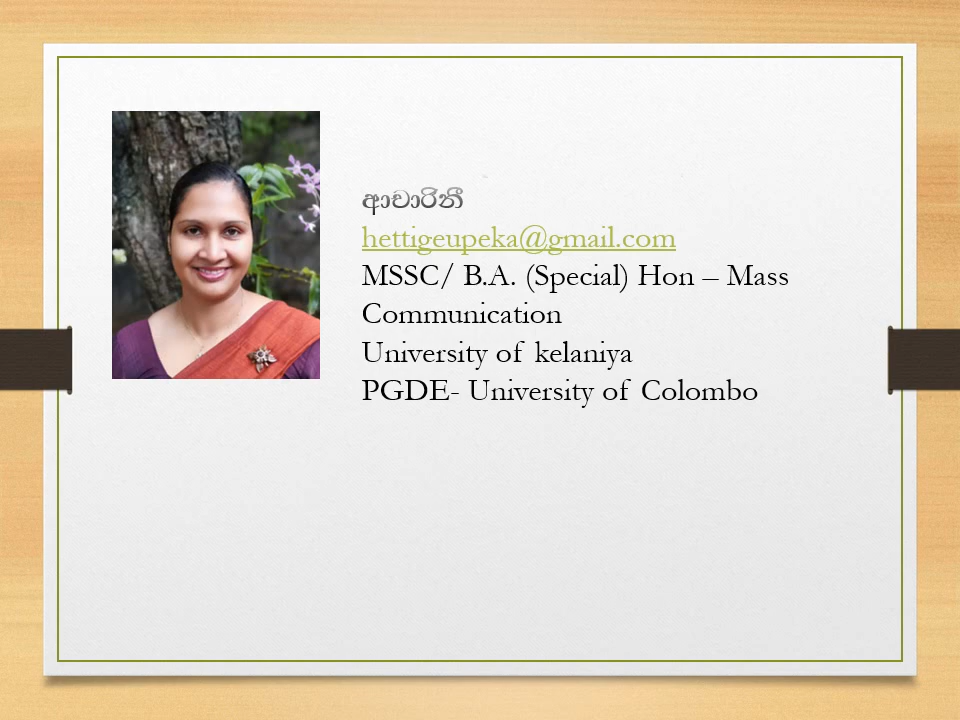 ආචාරිනී
hettigeupeka@gmail.com
MSSC/ B.A. (Special) Hon – Mass
Communication
University of kelaniya
PGDE- University of Colombo